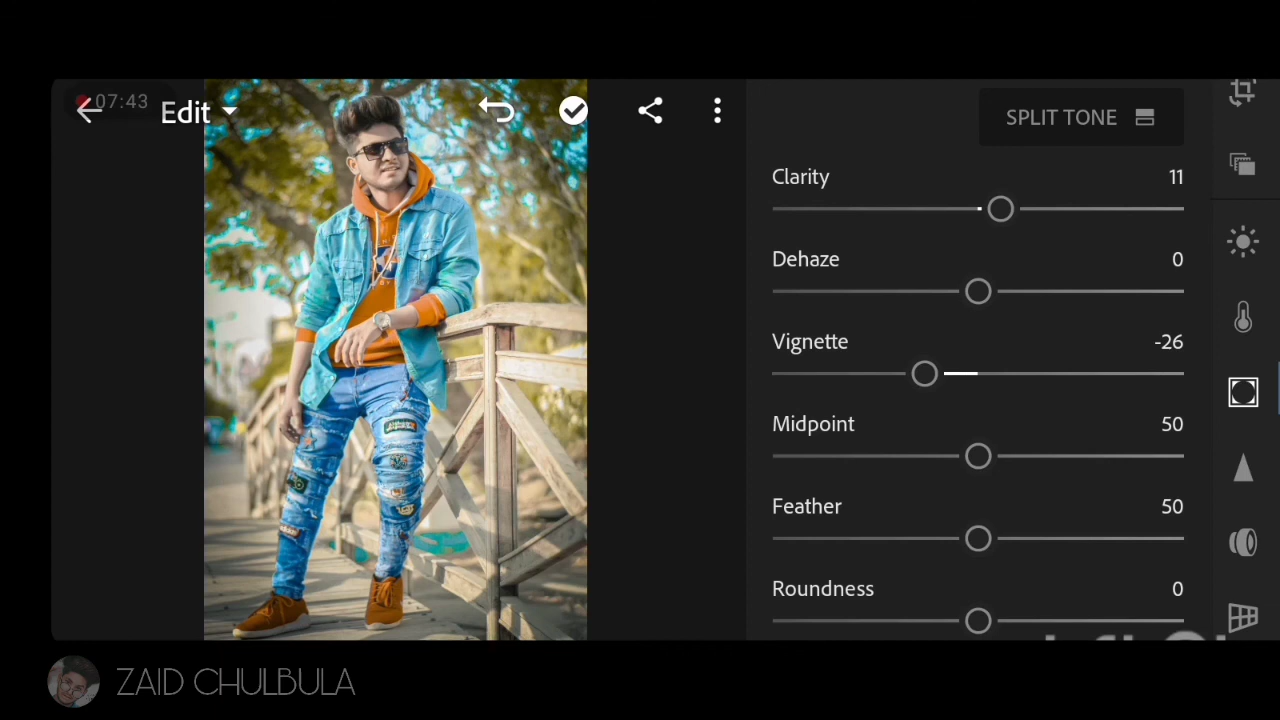 07:43
Edit
SPLIT TONE
Clarity 11
Dehaze 0
Vignette -26
Midpoint 50
Feather 50
Roundness 0
ZAID CHULBULA